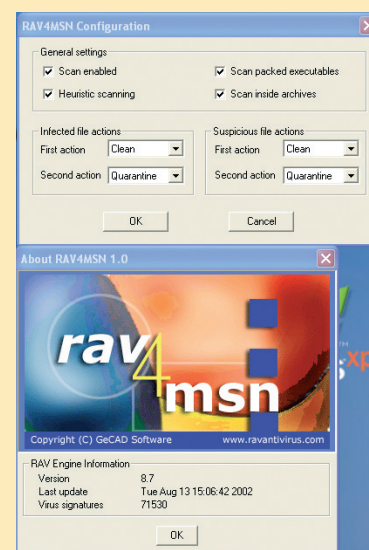 RAV4MSN Configuration
General settings
Scan enabled
Scan packed executables
Heuristic scanning
Scan inside archives
Infected file actions
First action Clean
Second action Quarantine
Suspicious file actions
First action Clean
Second action Quarantine
OK
Cancel
About RAV4MSN 1.0
rav4msn
Copyright (C) GeCAD Software www.ravantivirus.com
TM
xp
RAV Engine Information
Version 8.7
Last update Tue Aug 13 15:06:42 2002
Virus signatures 71530
OK